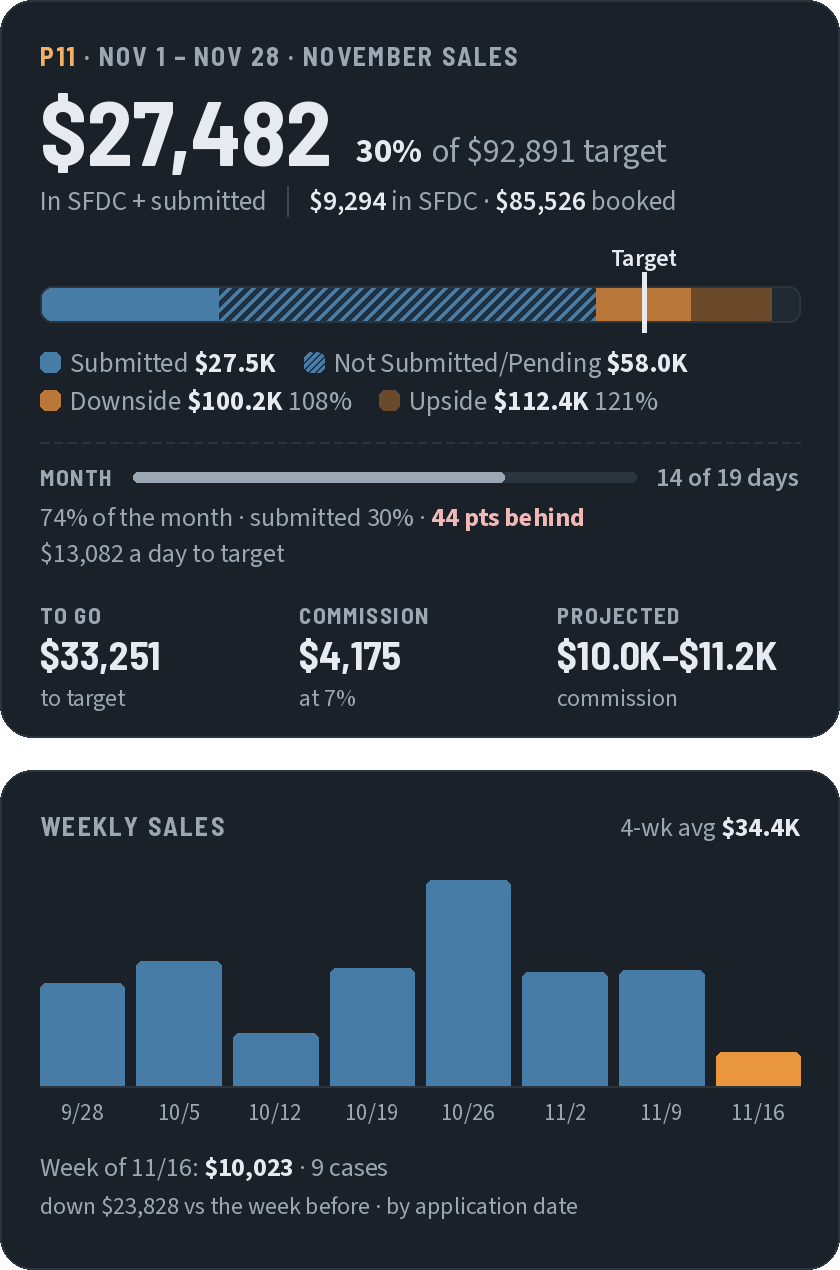 P11 · NOV 1 – NOV 28 · NOVEMBER SALES
$27,482 30% of $92,891 target
In SFDC + submitted $9,294 in SFDC · $85,526 booked
Target
Submitted $27.5K Not Submitted/Pending $58.0K
Downside $100.2K 108% Upside $112.4K 121%
MONTH 14 of 19 days
74% of the month · submitted 30% · 44 pts behind
$13,082 a day to target
TO GO COMMISSION PROJECTED
$33,251 $4,175 $10.0K–$11.2K
to target at 7% commission
WEEKLY SALES 4-wk avg $34.4K
9/28 10/5 10/12 10/19 10/26 11/2 11/9 11/16
Week of 11/16: $10,023 · 9 cases
down $23,828 vs the week before · by application date